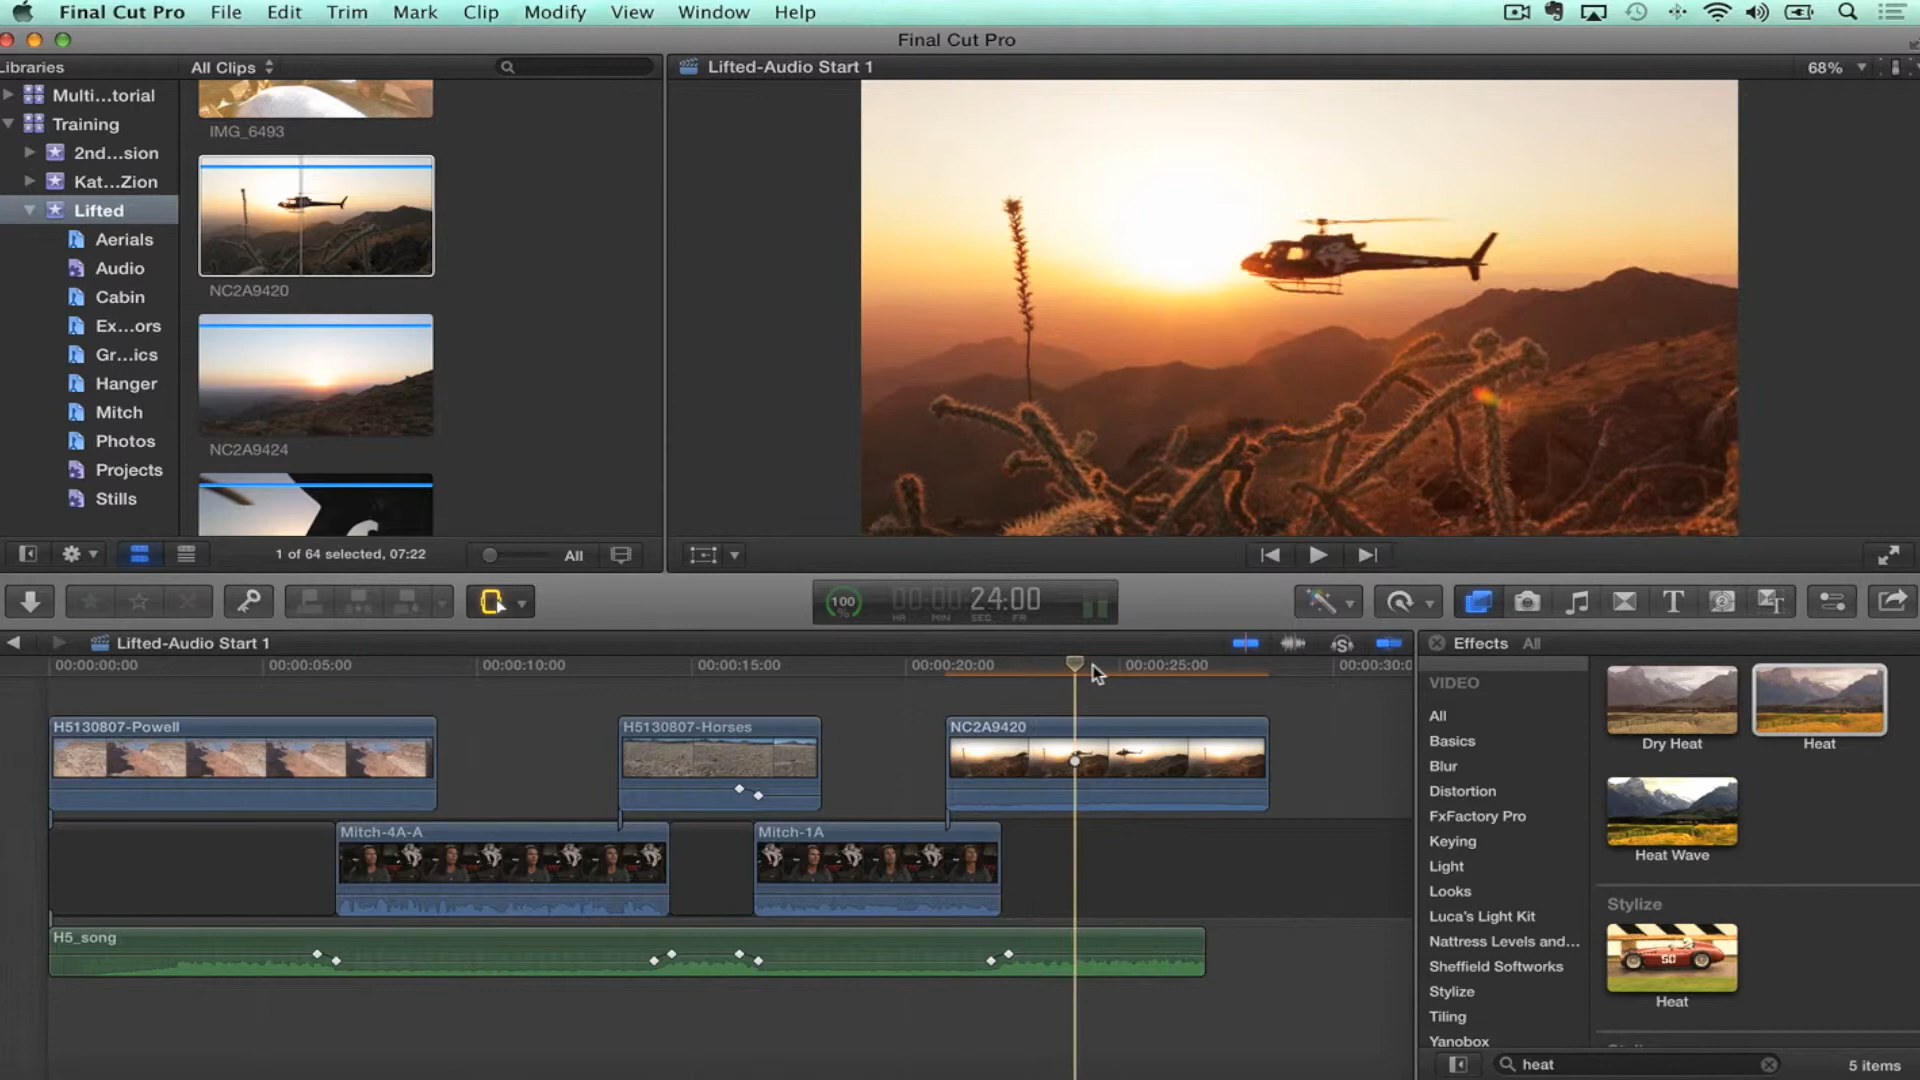 Final Cut Pro File Edit Trim Mark Clip Modify View Window Help
Final Cut Pro
Libraries
All Clips
Lifted-Audio Start 1
68%
Multi...torial
Training
2nd...sion
Kat...Zion
Lifted
Aerials
Audio
Cabin
Ex...ors
Gr...ics
Hanger
Mitch
Photos
Projects
Stills
IMG_6493
NC2A9420
NC2A9424
1 of 64 selected, 07:22
All
100
00:00 24:00
HR MIN SEC FR
Lifted-Audio Start 1
00:00:00:00 00:00:05:00 00:00:10:00 00:00:15:00 00:00:20:00 00:00:25:00 00:00:30:0
H5130807-Powell
H5130807-Horses
NC2A9420
Mitch-4A-A
Mitch-1A
H5_song
Effects All
VIDEO
All
Basics
Blur
Distortion
FxFactory Pro
Keying
Light
Looks
Luca's Light Kit
Nattress Levels and...
Sheffield Softworks
Stylize
Tiling
Yanobox
Dry Heat
Heat
Heat Wave
Stylize
50
Heat
heat
5 items